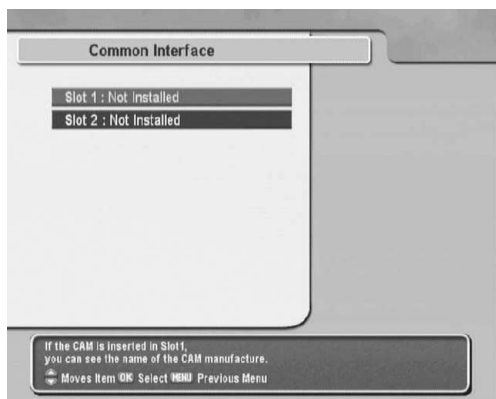 Common Interface
Slot 1 : Not Installed
Slot 2 : Not Installed
If the CAM is inserted in Slot1,
you can see the name of the CAM manufacture.
Moves Item OK Select MENU Previous Menu